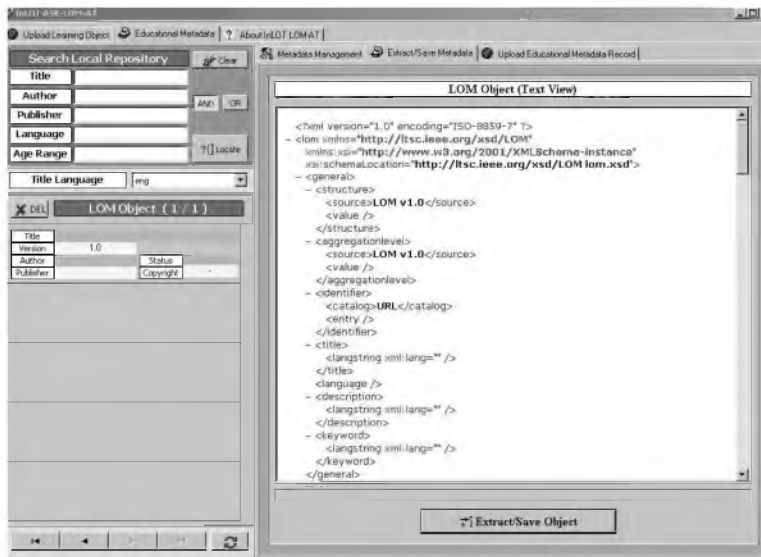 InLOT-ASK-LOM-AT
Upload Learning Object
Educational Metadata
? About InLOT LOM-AT
Search Local Repository
Clear
Title
Author
Publisher
Language
Age Range
AND
OR
Locate
Title Language
eng
DEL
LOM Object ( 1 / 1 )
Title
Version
1.0
Author
Status
Publisher
Copyright
-
Metadata Management
Extract/Save Metadata
Upload Educational Metadata Record
LOM Object (Text View)
<?xml version="1.0" encoding="ISO-8859-7" ?>
- <lom xmlns="http://ltsc.ieee.org/xsd/LOM"
xmlns:xsi="http://www.w3.org/2001/XMLSchema-instance"
xsi:schemaLocation="http://ltsc.ieee.org/xsd/LOM lom.xsd">
- <general>
- <structure>
<source>LOM v1.0</source>
<value />
</structure>
- <aggregationlevel>
<source>LOM v1.0</source>
<value />
</aggregationlevel>
- <identifier>
<catalog>URL</catalog>
<entry />
</identifier>
- <title>
<langstring xml:lang="" />
</title>
<language />
- <description>
<langstring xml:lang="" />
</description>
- <keyword>
<langstring xml:lang="" />
</keyword>
</general>
Extract/Save Object